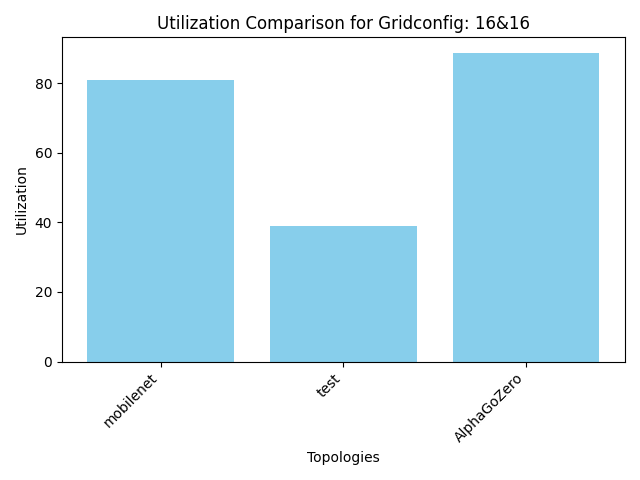 Utilization Comparison for Gridconfig: 16&16
80
60
40
20
0
Utilization
mobilenet
test
AlphaGoZero
Topologies